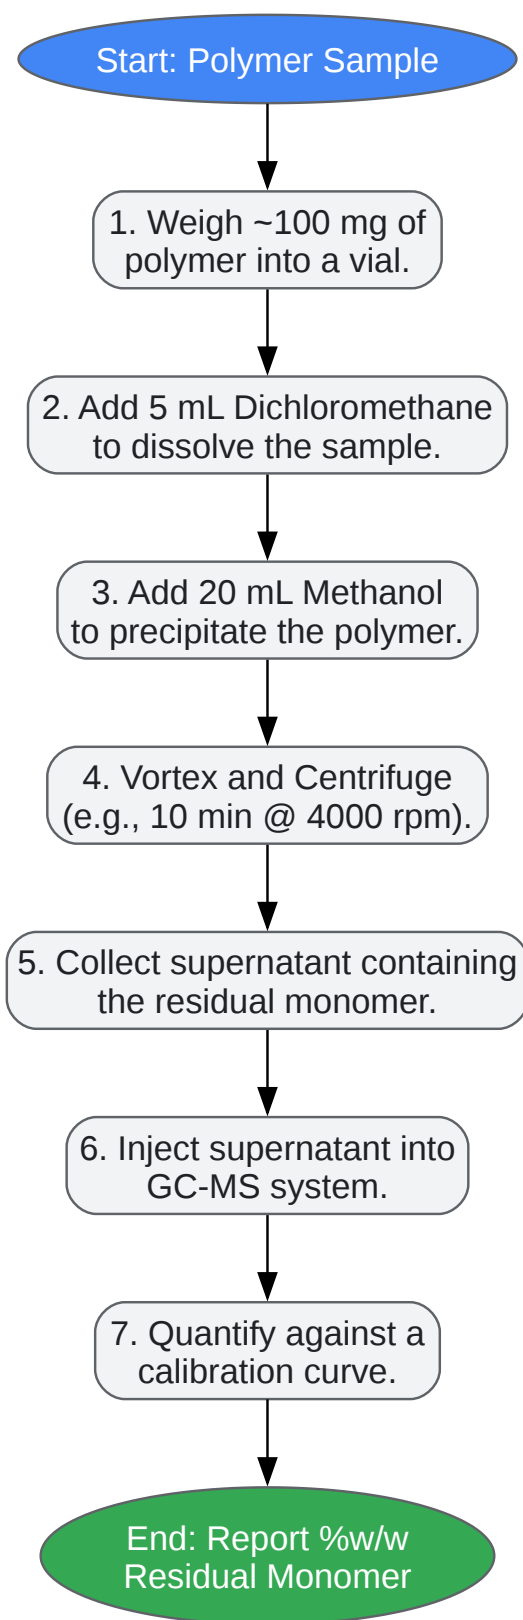 Start: Polymer Sample
1. Weigh ~100 mg of
polymer into a vial.
2. Add 5 mL Dichloromethane
to dissolve the sample.
3. Add 20 mL Methanol
to precipitate the polymer.
4. Vortex and Centrifuge
(e.g., 10 min @ 4000 rpm).
5. Collect supernatant containing
the residual monomer.
6. Inject supernatant into
GC-MS system.
7. Quantify against a
calibration curve.
End: Report %w/w
Residual Monomer